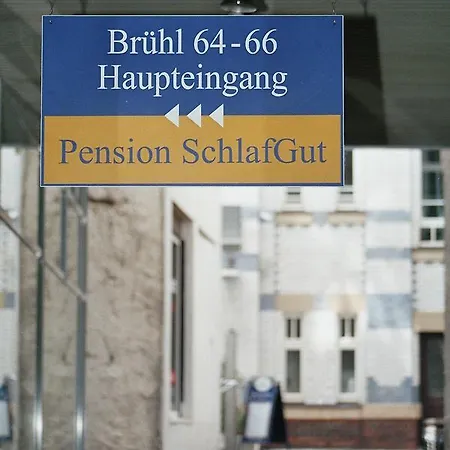 Brühl 64-66
Haupteingang
Pension SchlafGut